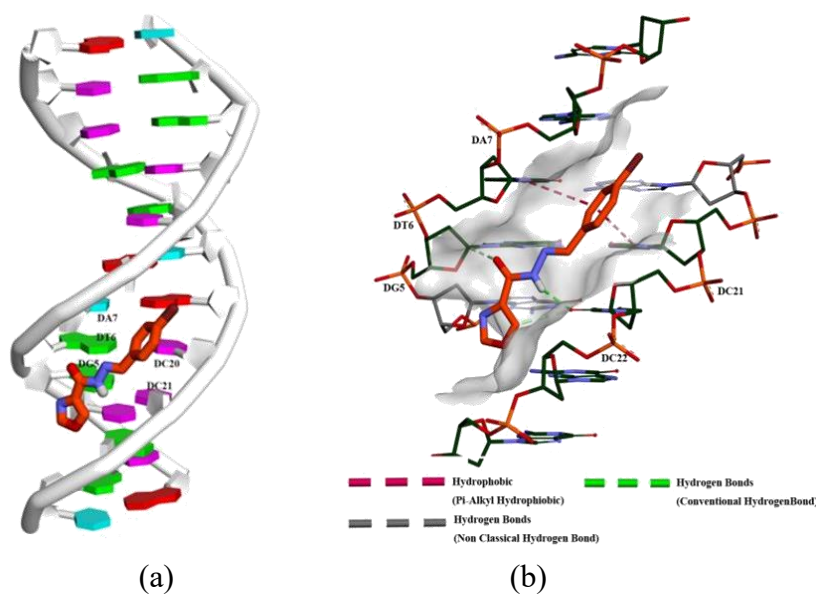 DA7
DT6
DG5
DC20
DC21
(a)
DA7
DT6
DG5
DC21
DC22
Hydrophobic
(Pi-Alkyl Hydrophiobic)
Hydrogen Bonds
(Conventional HydrogenBond)
Hydrogen Bonds
(Non Classical Hydrogen Bond)
(b)